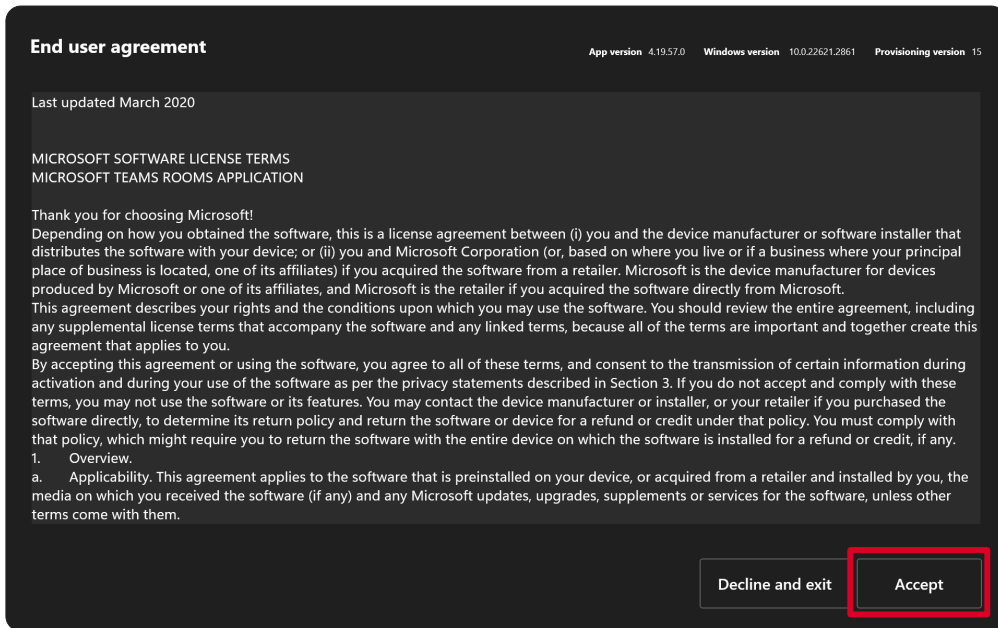 End user agreement
App version 4.19.57.0 Windows version 10.0.22621.2861 Provisioning version 15
Last updated March 2020
MICROSOFT SOFTWARE LICENSE TERMS
MICROSOFT TEAMS ROOMS APPLICATION
Thank you for choosing Microsoft!
Depending on how you obtained the software, this is a license agreement between (i) you and the device manufacturer or software installer that
distributes the software with your device; or (ii) you and Microsoft Corporation (or, based on where you live or if a business where your principal
place of business is located, one of its affiliates) if you acquired the software from a retailer. Microsoft is the device manufacturer for devices
produced by Microsoft or one of its affiliates, and Microsoft is the retailer if you acquired the software directly from Microsoft.
This agreement describes your rights and the conditions upon which you may use the software. You should review the entire agreement, including
any supplemental license terms that accompany the software and any linked terms, because all of the terms are important and together create this
agreement that applies to you.
By accepting this agreement or using the software, you agree to all of these terms, and consent to the transmission of certain information during
activation and during your use of the software as per the privacy statements described in Section 3. If you do not accept and comply with these
terms, you may not use the software or its features. You may contact the device manufacturer or installer, or your retailer if you purchased the
software directly, to determine its return policy and return the software or device for a refund or credit under that policy. You must comply with
that policy, which might require you to return the software with the entire device on which the software is installed for a refund or credit, if any.
1. Overview.
a. Applicability. This agreement applies to the software that is preinstalled on your device, or acquired from a retailer and installed by you, the
media on which you received the software (if any) and any Microsoft updates, upgrades, supplements or services for the software, unless other
terms come with them.
Decline and exit Accept